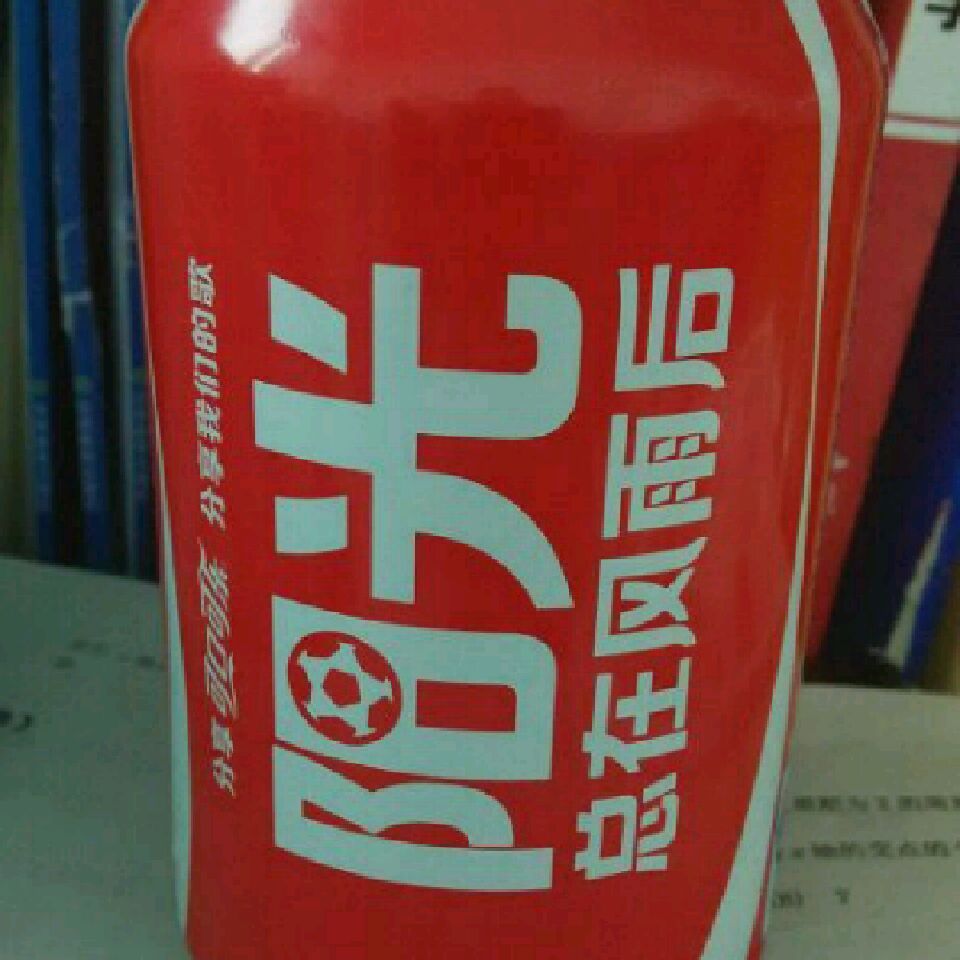 分享 可口可乐 分享我们的歌
阳光
总在风雨后